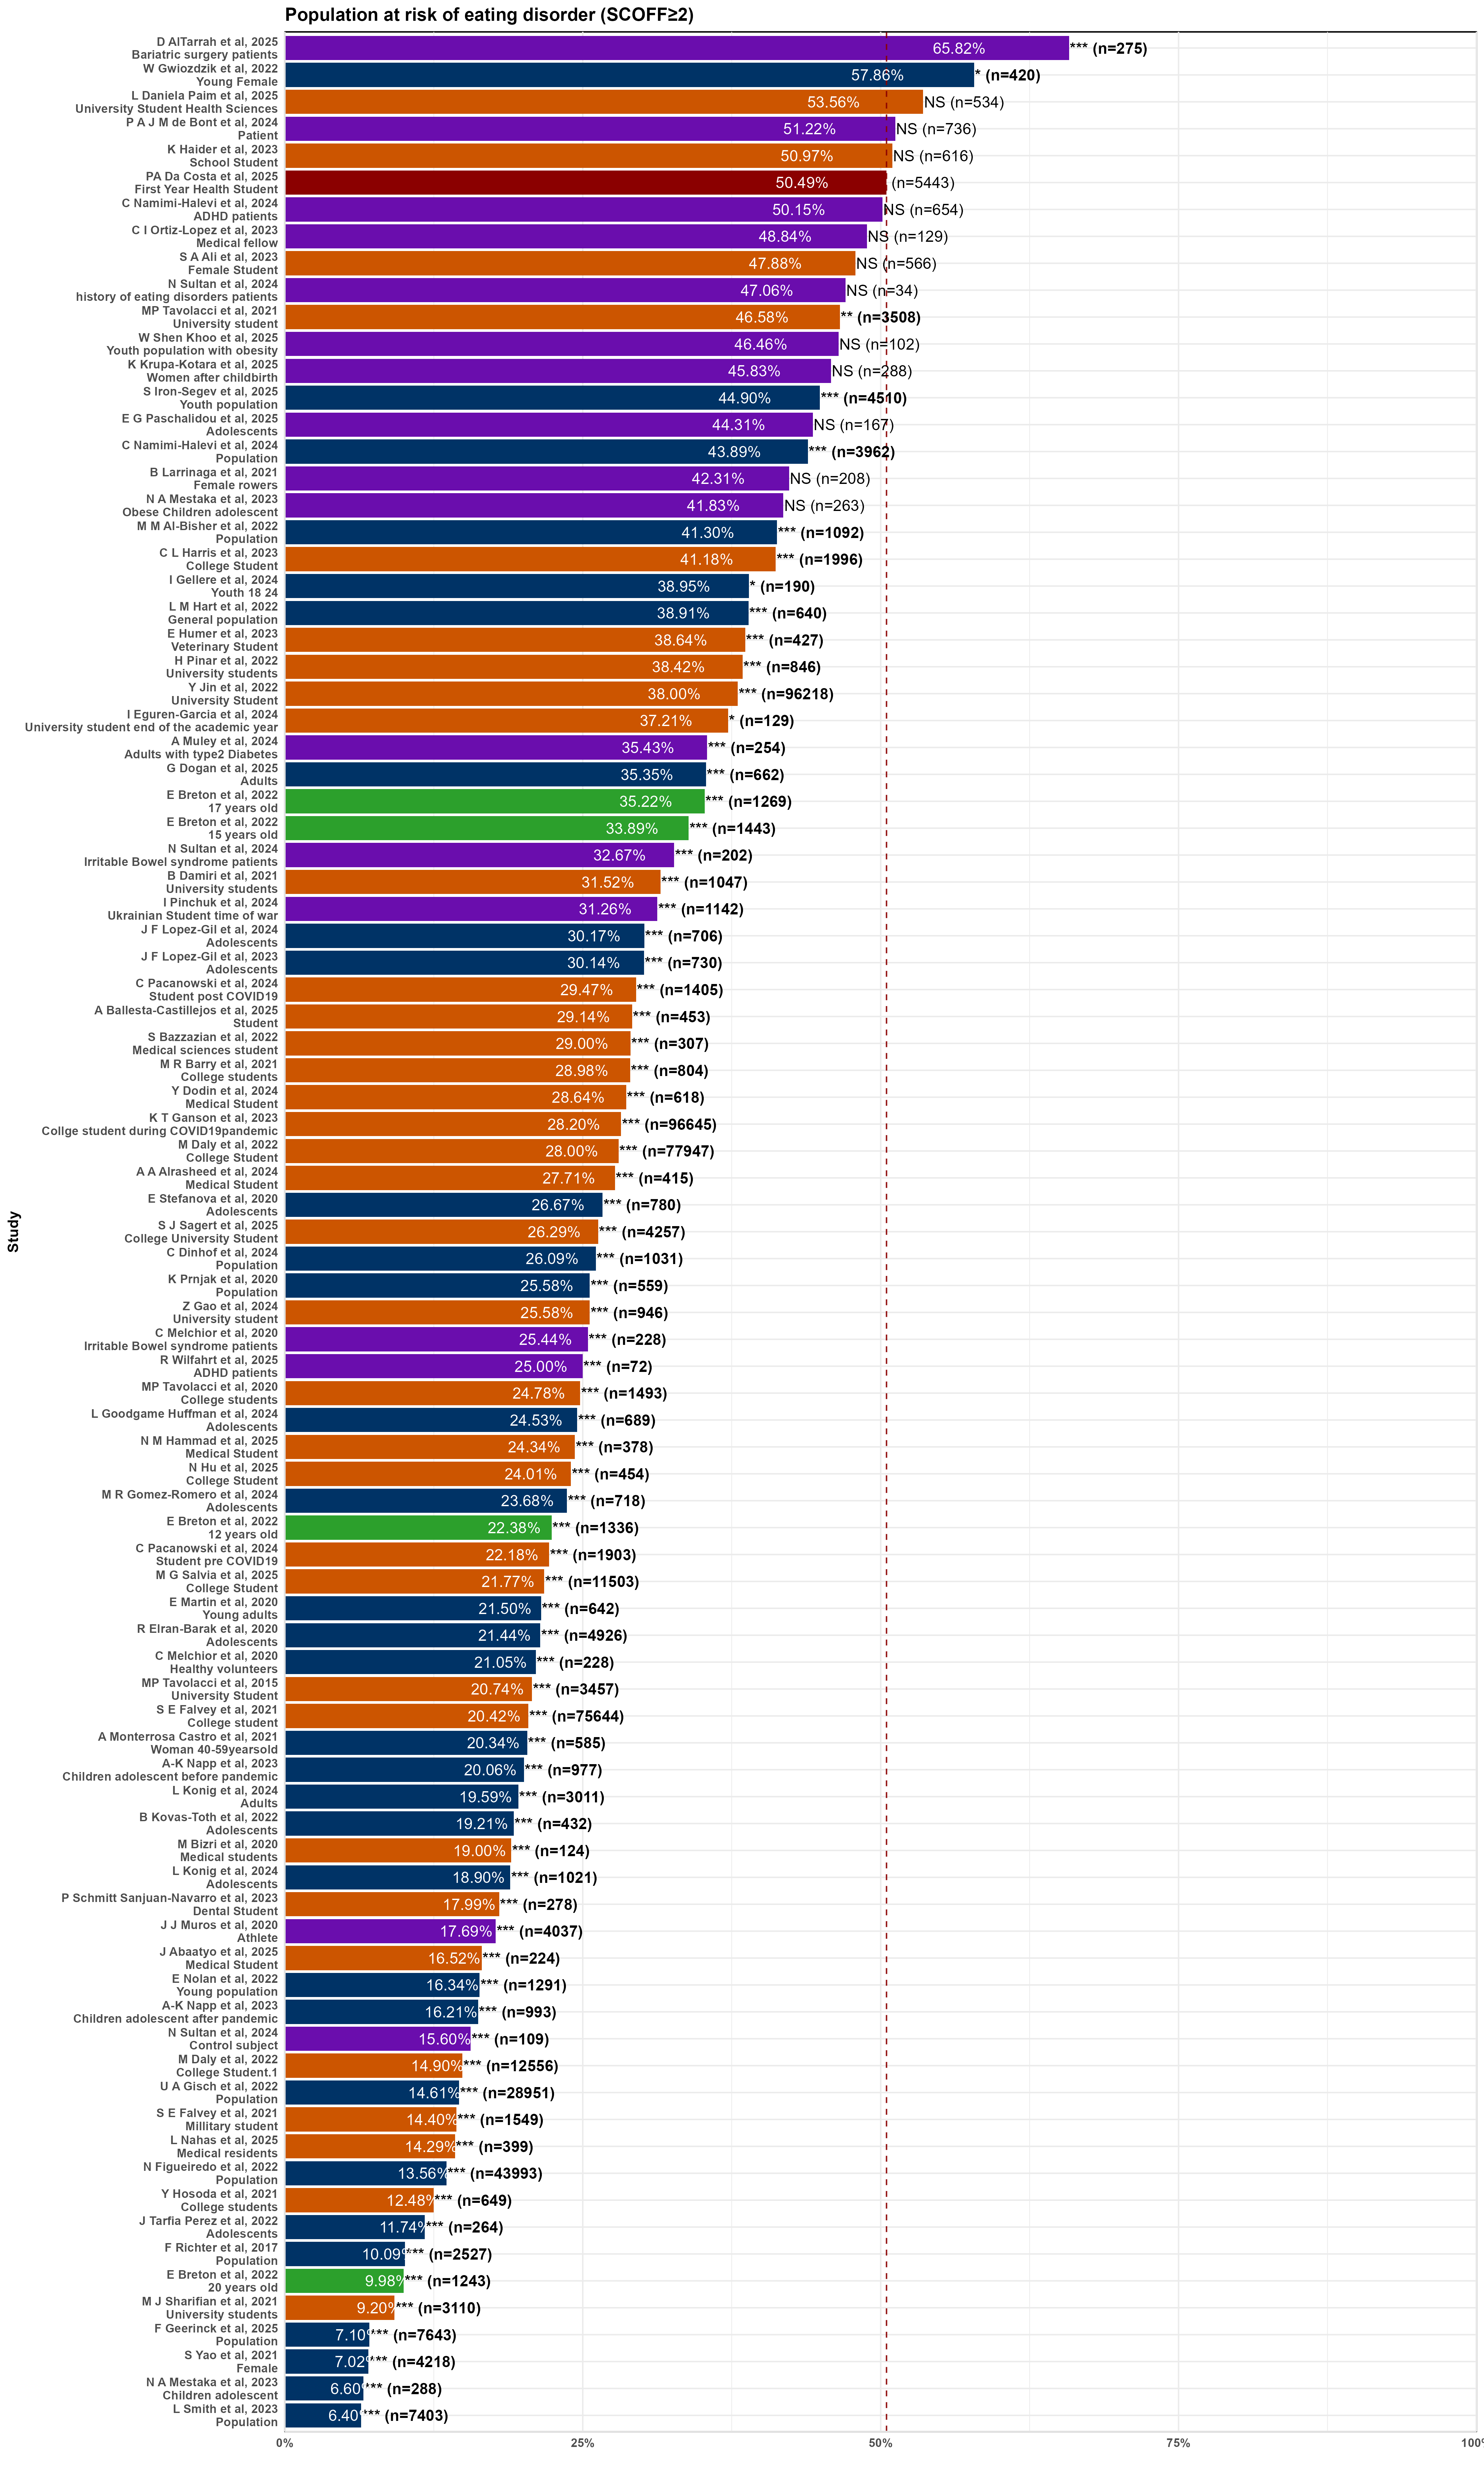 Population at risk of eating disorder (SCOFF≥2)
D AlTarrah et al, 2025
Bariatric surgery patients
65.82%
*** (n=275)
W Gwiozdzik et al, 2022
Young Female
57.86%
* (n=420)
L Daniela Paim et al, 2025
University Student Health Sciences
53.56%
NS (n=534)
P A J M de Bont et al, 2024
Patient
51.22%
NS (n=736)
K Haider et al, 2023
School Student
50.97%
NS (n=616)
PA Da Costa et al, 2025
First Year Health Student
50.49%
(n=5443)
C Namimi-Halevi et al, 2024
ADHD patients
50.15%
NS (n=654)
C I Ortiz-Lopez et al, 2023
Medical fellow
48.84%
NS (n=129)
S A Ali et al, 2023
Female Student
47.88%
NS (n=566)
N Sultan et al, 2024
history of eating disorders patients
47.06%
NS (n=34)
MP Tavolacci et al, 2021
University student
46.58%
** (n=3508)
W Shen Khoo et al, 2025
Youth population with obesity
46.46%
NS (n=102)
K Krupa-Kotara et al, 2025
Women after childbirth
45.83%
NS (n=288)
S Iron-Segev et al, 2025
Youth population
44.90%
*** (n=4510)
E G Paschalidou et al, 2025
Adolescents
44.31%
NS (n=167)
C Namimi-Halevi et al, 2024
Population
43.89%
*** (n=3962)
B Larrinaga et al, 2021
Female rowers
42.31%
NS (n=208)
N A Mestaka et al, 2023
Obese Children adolescent
41.83%
NS (n=263)
M M Al-Bisher et al, 2022
Population
41.30%
*** (n=1092)
C L Harris et al, 2023
College Student
41.18%
*** (n=1996)
I Gellere et al, 2024
Youth 18 24
38.95%
* (n=190)
L M Hart et al, 2022
General population
38.91%
*** (n=640)
E Humer et al, 2023
Veterinary Student
38.64%
*** (n=427)
H Pinar et al, 2022
University students
38.42%
*** (n=846)
Y Jin et al, 2022
University Student
38.00%
*** (n=96218)
I Eguren-Garcia et al, 2024
University student end of the academic year
37.21%
* (n=129)
A Muley et al, 2024
Adults with type2 Diabetes
35.43%
*** (n=254)
G Dogan et al, 2025
Adults
35.35%
*** (n=662)
E Breton et al, 2022
17 years old
35.22%
*** (n=1269)
E Breton et al, 2022
15 years old
33.89%
*** (n=1443)
N Sultan et al, 2024
Irritable Bowel syndrome patients
32.67%
*** (n=202)
B Damiri et al, 2021
University students
31.52%
*** (n=1047)
I Pinchuk et al, 2024
Ukrainian Student time of war
31.26%
*** (n=1142)
J F Lopez-Gil et al, 2024
Adolescents
30.17%
*** (n=706)
J F Lopez-Gil et al, 2023
Adolescents
30.14%
*** (n=730)
C Pacanowski et al, 2024
Student post COVID19
29.47%
*** (n=1405)
A Ballesta-Castillejos et al, 2025
Student
29.14%
*** (n=453)
S Bazzazian et al, 2022
Medical sciences student
29.00%
*** (n=307)
M R Barry et al, 2021
College students
28.98%
*** (n=804)
Y Dodin et al, 2024
Medical Student
28.64%
*** (n=618)
K T Ganson et al, 2023
Collge student during COVID19pandemic
28.20%
*** (n=96645)
M Daly et al, 2022
College Student
28.00%
*** (n=77947)
A A Alrasheed et al, 2024
Medical Student
27.71%
*** (n=415)
E Stefanova et al, 2020
Adolescents
26.67%
*** (n=780)
S J Sagert et al, 2025
College University Student
26.29%
*** (n=4257)
C Dinhof et al, 2024
Population
26.09%
*** (n=1031)
K Prnjak et al, 2020
Population
25.58%
*** (n=559)
Z Gao et al, 2024
University student
25.58%
*** (n=946)
C Melchior et al, 2020
Irritable Bowel syndrome patients
25.44%
*** (n=228)
R Wilfahrt et al, 2025
ADHD patients
25.00%
*** (n=72)
MP Tavolacci et al, 2020
College students
24.78%
*** (n=1493)
L Goodgame Huffman et al, 2024
Adolescents
24.53%
*** (n=689)
N M Hammad et al, 2025
Medical Student
24.34%
*** (n=378)
N Hu et al, 2025
College Student
24.01%
*** (n=454)
M R Gomez-Romero et al, 2024
Adolescents
23.68%
*** (n=718)
E Breton et al, 2022
12 years old
22.38%
*** (n=1336)
C Pacanowski et al, 2024
Student pre COVID19
22.18%
*** (n=1903)
M G Salvia et al, 2025
College Student
21.77%
*** (n=11503)
E Martin et al, 2020
Young adults
21.50%
*** (n=642)
R Elran-Barak et al, 2020
Adolescents
21.44%
*** (n=4926)
C Melchior et al, 2020
Healthy volunteers
21.05%
*** (n=228)
MP Tavolacci et al, 2015
University Student
20.74%
*** (n=3457)
S E Falvey et al, 2021
College student
20.42%
*** (n=75644)
A Monterrosa Castro et al, 2021
Woman 40-59yearsold
20.34%
*** (n=585)
A-K Napp et al, 2023
Children adolescent before pandemic
20.06%
*** (n=977)
L Konig et al, 2024
Adults
19.59%
*** (n=3011)
B Kovas-Toth et al, 2022
Adolescents
19.21%
*** (n=432)
M Bizri et al, 2020
Medical students
19.00%
*** (n=124)
L Konig et al, 2024
Adolescents
18.90%
*** (n=1021)
P Schmitt Sanjuan-Navarro et al, 2023
Dental Student
17.99%
*** (n=278)
J J Muros et al, 2020
Athlete
17.69%
*** (n=4037)
J Abaatyo et al, 2025
Medical Student
16.52%
*** (n=224)
E Nolan et al, 2022
Young population
16.34%
*** (n=1291)
A-K Napp et al, 2023
Children adolescent after pandemic
16.21%
*** (n=993)
N Sultan et al, 2024
Control subject
15.60%
*** (n=109)
M Daly et al, 2022
College Student.1
14.90%
*** (n=12556)
U A Gisch et al, 2022
Population
14.61%
*** (n=28951)
S E Falvey et al, 2021
Millitary student
14.40%
*** (n=1549)
L Nahas et al, 2025
Medical residents
14.29%
*** (n=399)
N Figueiredo et al, 2022
Population
13.56%
*** (n=43993)
Y Hosoda et al, 2021
College students
12.48%
*** (n=649)
J Tarfia Perez et al, 2022
Adolescents
11.74%
*** (n=264)
F Richter et al, 2017
Population
10.09%
*** (n=2527)
E Breton et al, 2022
20 years old
9.98%
*** (n=1243)
M J Sharifian et al, 2021
University students
9.20%
*** (n=3110)
F Geerinck et al, 2025
Population
7.10%
*** (n=7643)
S Yao et al, 2021
Female
7.02%
*** (n=4218)
N A Mestaka et al, 2023
Children adolescent
6.60%
*** (n=288)
L Smith et al, 2023
Population
6.40%
*** (n=7403)
Study
0%
25%
50%
75%
100%